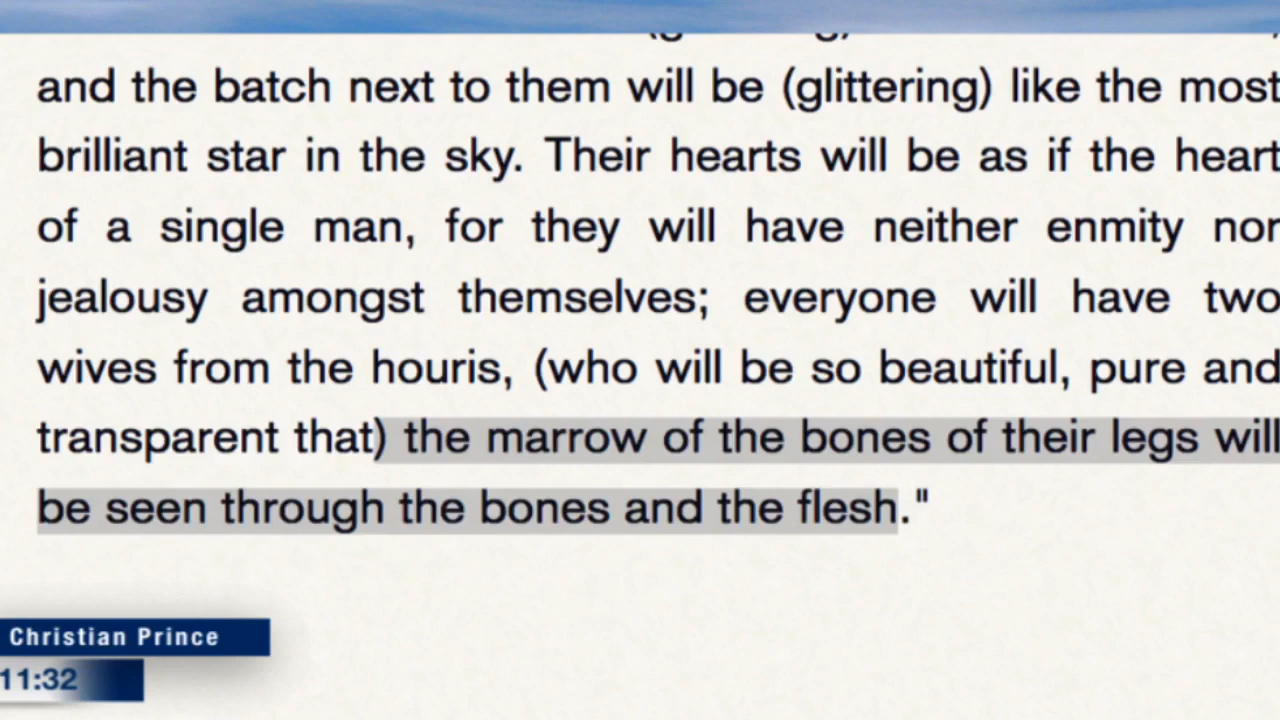 and the batch next to them will be (glittering) like the most
brilliant star in the sky. Their hearts will be as if the heart
of a single man, for they will have neither enmity nor
jealousy amongst themselves; everyone will have two
wives from the houris, (who will be so beautiful, pure and
transparent that) the marrow of the bones of their legs will
be seen through the bones and the flesh."
Christian Prince
11:32